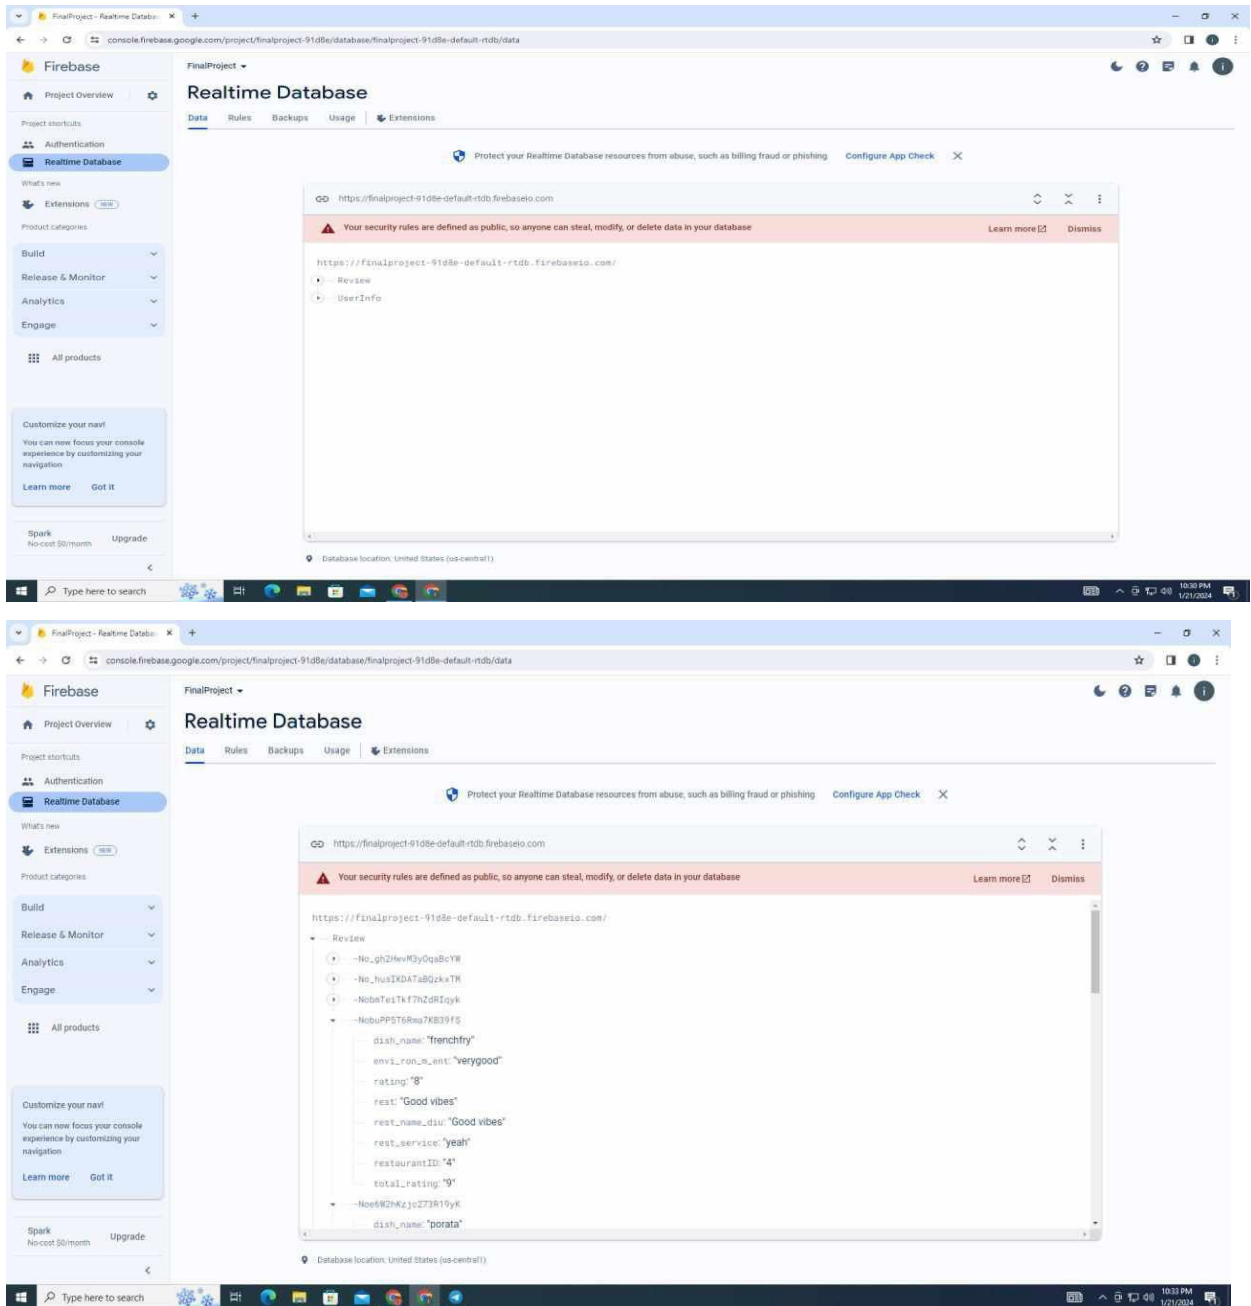 FinalProject - Realtime Databa
console.firebase.google.com/project/finalproject-91d8e/database/finalproject-91d8e-default-rtdb/data
Firebase
FinalProject
Project Overview
Realtime Database
Data Rules Backups Usage Extensions
Project shortcuts
Authentication
Realtime Database
Protect your Realtime Database resources from abuse, such as billing fraud or phishing Configure App Check
What's new
Extensions NEW
https://finalproject-91d8e-default-rtdb.firebaseio.com
Product categories
Your security rules are defined as public, so anyone can steal, modify, or delete data in your database Learn more Dismiss
Build
Release & Monitor
Analytics
Engage
All products
https://finalproject-91d8e-default-rtdb.firebaseio.com/
Review
UserInfo
Customize your nav!
You can now focus your console
experience by customizing your
navigation
Learn more Got it
Spark
No-cost $0/month
Upgrade
Database location: United States (us-central1)
Type here to search
10:30 PM
1/21/2024
FinalProject - Realtime Databa
console.firebase.google.com/project/finalproject-91d8e/database/finalproject-91d8e-default-rtdb/data
Firebase
FinalProject
Project Overview
Realtime Database
Data Rules Backups Usage Extensions
Project shortcuts
Authentication
Realtime Database
Protect your Realtime Database resources from abuse, such as billing fraud or phishing Configure App Check
What's new
Extensions NEW
https://finalproject-91d8e-default-rtdb.firebaseio.com
Product categories
Your security rules are defined as public, so anyone can steal, modify, or delete data in your database Learn more Dismiss
Build
Release & Monitor
Analytics
Engage
All products
https://finalproject-91d8e-default-rtdb.firebaseio.com/
Review
-No_gh2HwvM3yOqaBcYW
-No_husIKDATaBQzkxTM
-NobmTeiTkf7hZdRIqyk
-NobuPP5T6Rma7KB39fS
dish_name: "frenchfry"
envi_ron_m_ent: "verygood"
rating: "8"
rest: "Good vibes"
rest_name_diu: "Good vibes"
rest_service: "yeah"
restaurantID: "4"
total_rating: "9"
-Noe6W2hKzjc273R19yK
dish_name: "porata"
Customize your nav!
You can now focus your console
experience by customizing your
navigation
Learn more Got it
Spark
No-cost $0/month
Upgrade
Database location: United States (us-central1)
Type here to search
10:33 PM
1/21/2024